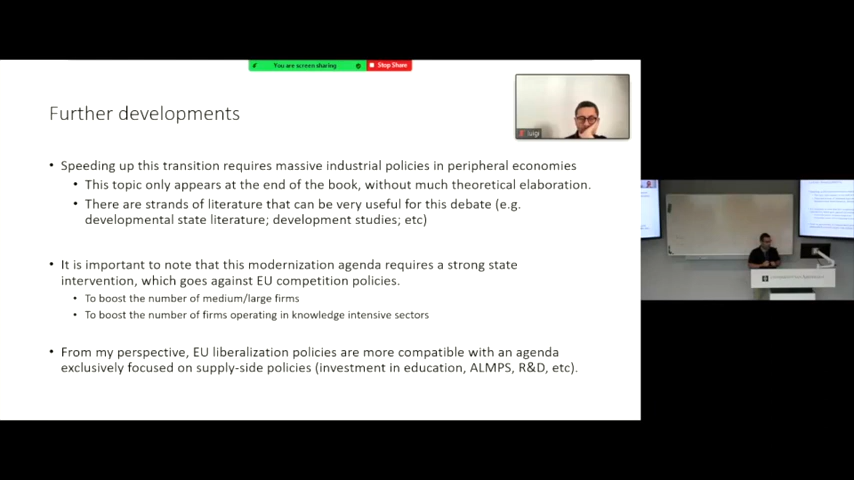 You are screen sharing
Stop Share
luigi
Further developments
• Speeding up this transition requires massive industrial policies in peripheral economies
• This topic only appears at the end of the book, without much theoretical elaboration.
• There are strands of literature that can be very useful for this debate (e.g.
developmental state literature; development studies; etc)
• It is important to note that this modernization agenda requires a strong state
intervention, which goes against EU competition policies.
• To boost the number of medium/large firms
• To boost the number of firms operating in knowledge intensive sectors
• From my perspective, EU liberalization policies are more compatible with an agenda
exclusively focused on supply-side policies (investment in education, ALMPS, R&D, etc).